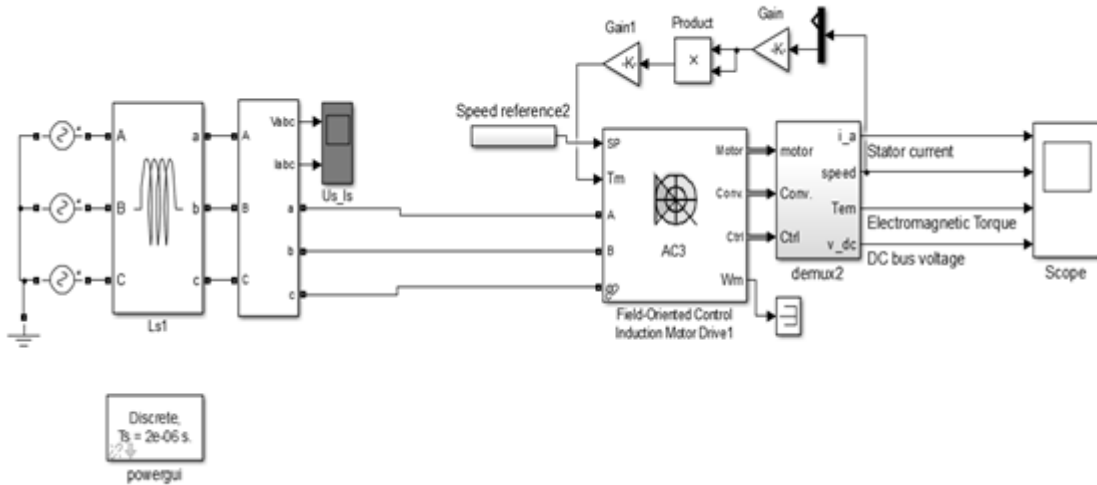 Gain1
Product
Gain
-K-
×
-K-
Speed reference2
A
B
C
a
b
c
Ls1
A
B
C
Vabc
Iabc
a
b
c
Us_Is
SP
Tm
A
B
Motor
Conv.
Ctrl
Wm
AC3
Field-Oriented Control
Induction Motor Drive1
motor
Conv.
Ctrl
i_a
speed
Tem
v_dc
demux2
Stator current
Electromagnetic Torque
DC bus voltage
Scope
Discrete,
Ts = 2e-06 s.
powergui